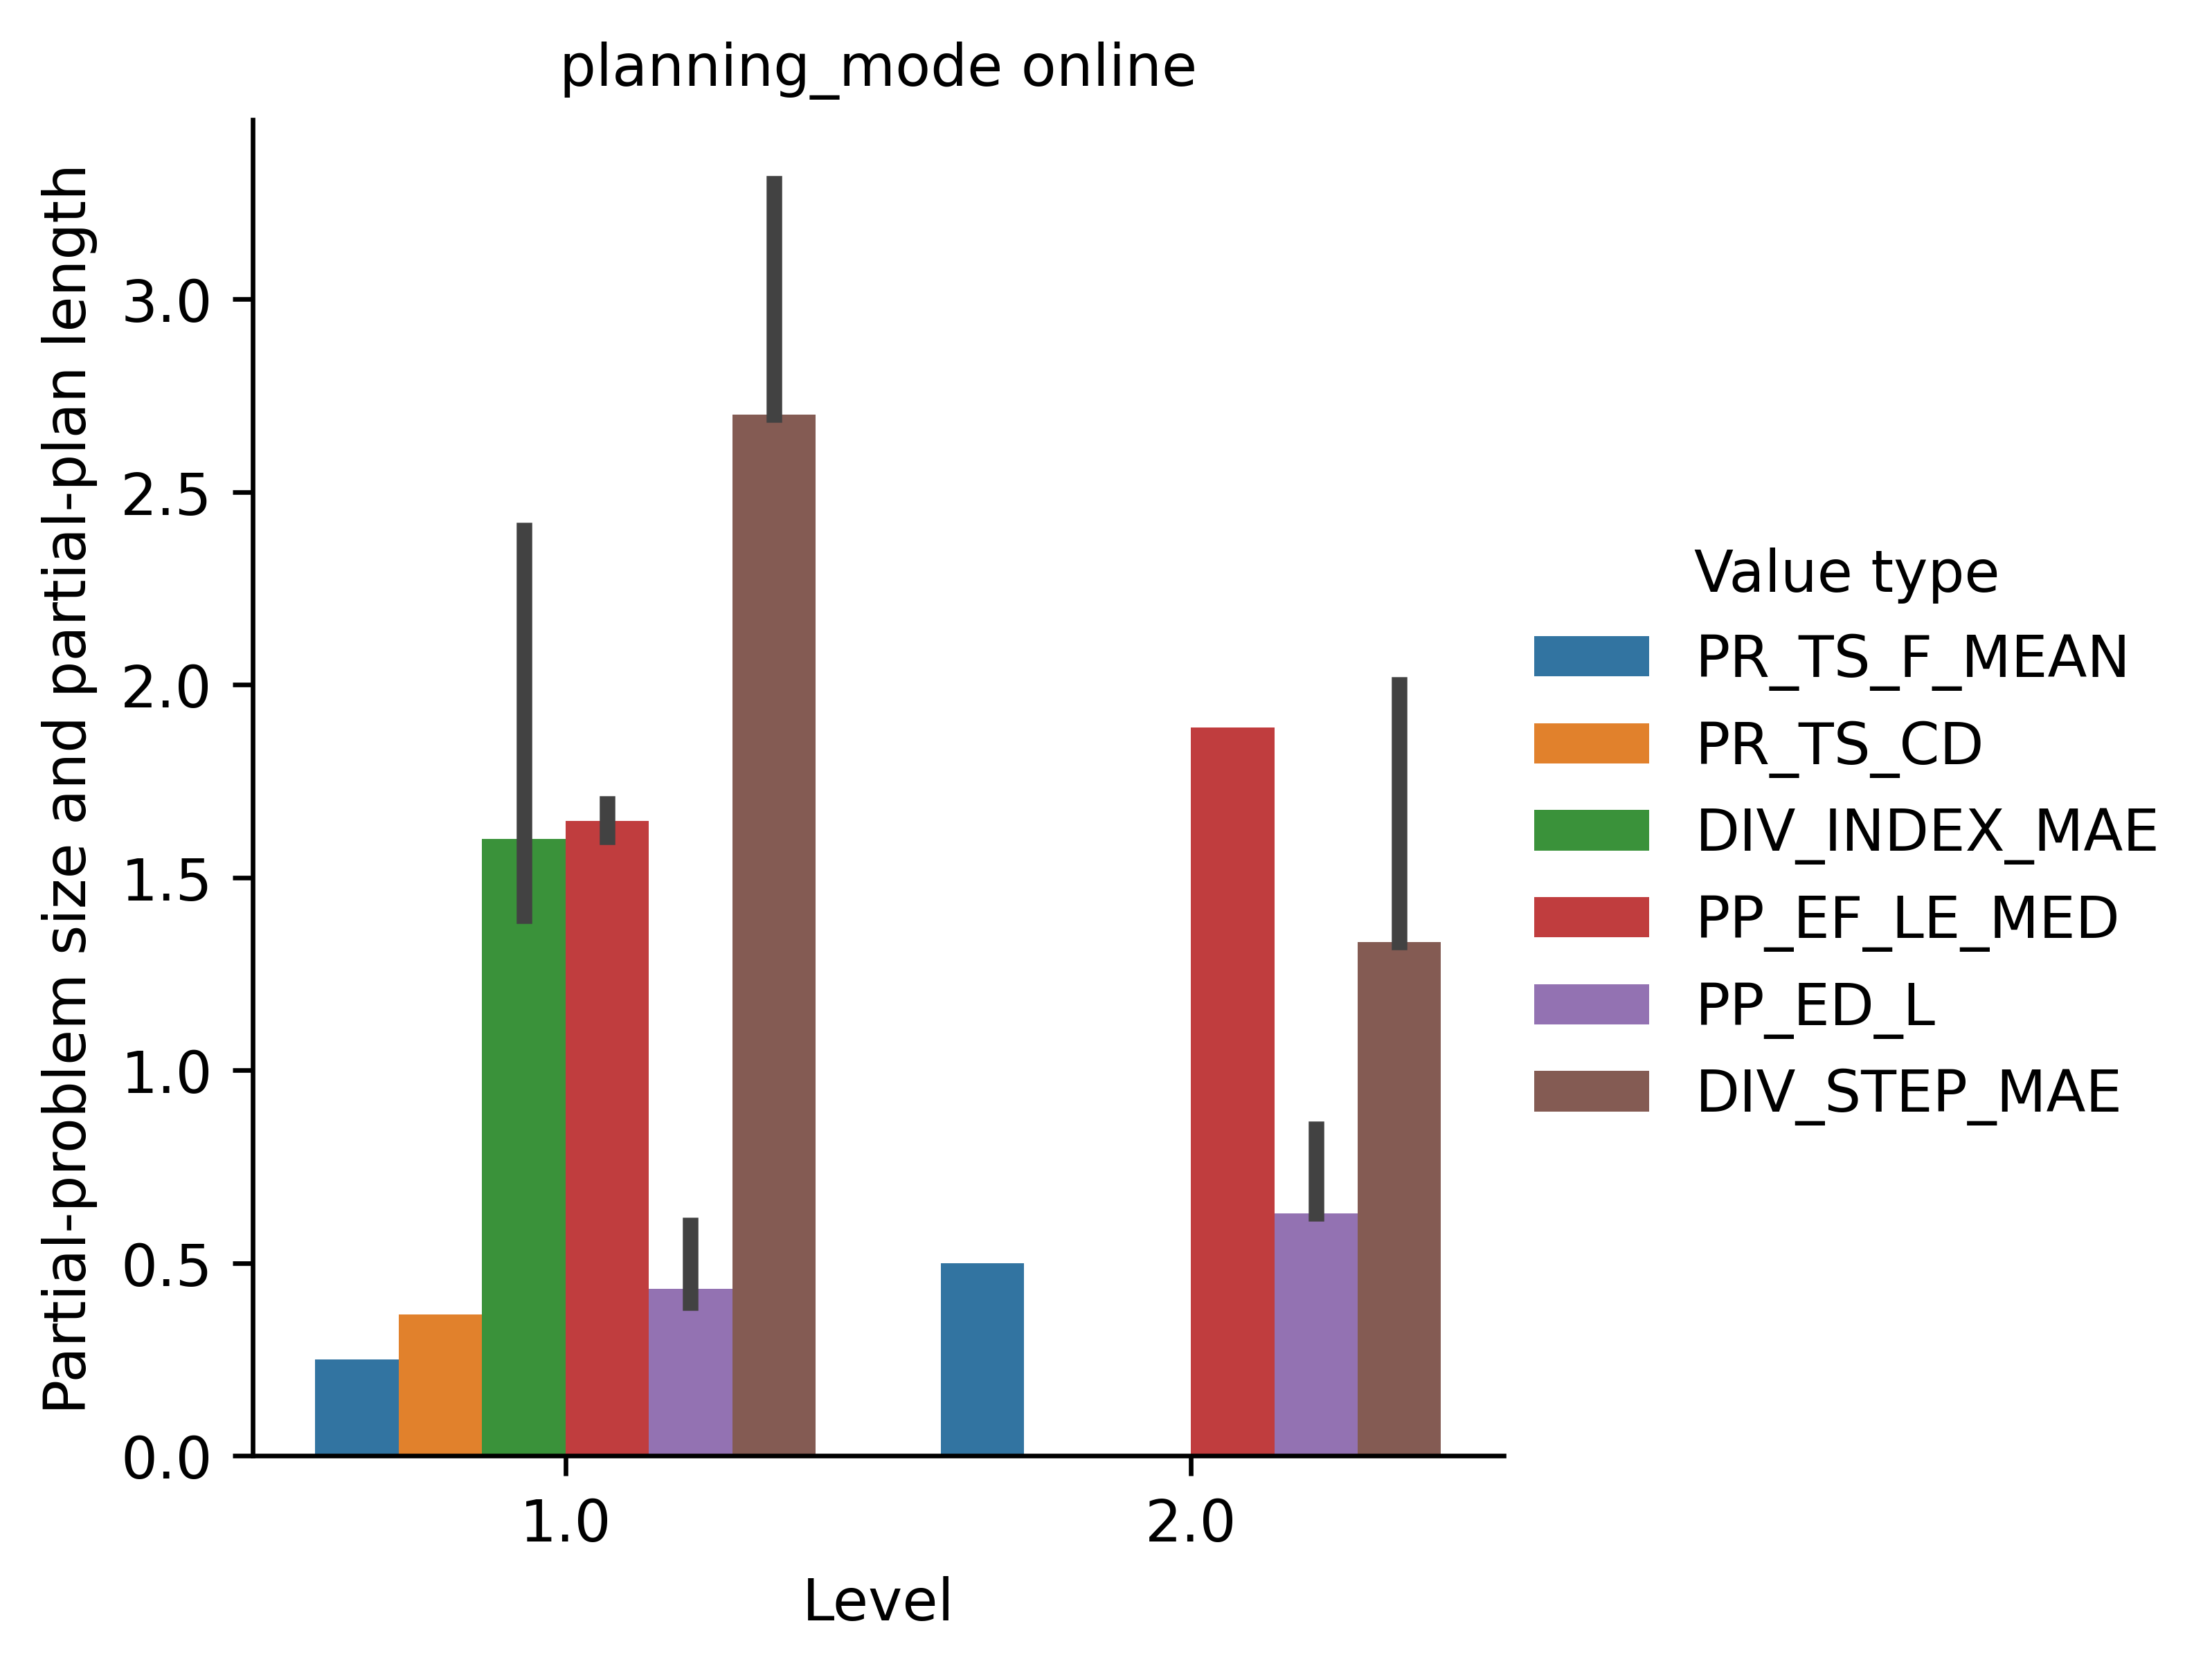 planning_mode online
Partial-problem size and partial-plan length
3.0
2.5
2.0
1.5
1.0
0.5
0.0
1.0
2.0
Level
Value type
PR_TS_F_MEAN
PR_TS_CD
DIV_INDEX_MAE
PP_EF_LE_MED
PP_ED_L
DIV_STEP_MAE